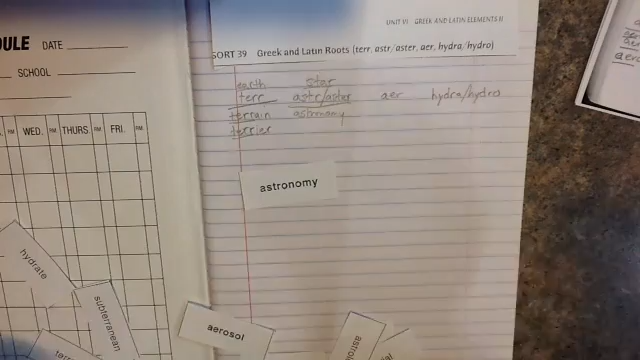 UNIT VI GREEK AND LATIN ELEMENTS II
SORT 39 Greek and Latin Roots (terr, astr/aster, aer, hydra/hydro)
earth star
terr astr/aster aer hydra/hydro
terrain astronomy
terrier
astronomy
DULE DATE
SCHOOL
WED. THURS FRI.
hydrate
subterranean
aerosol